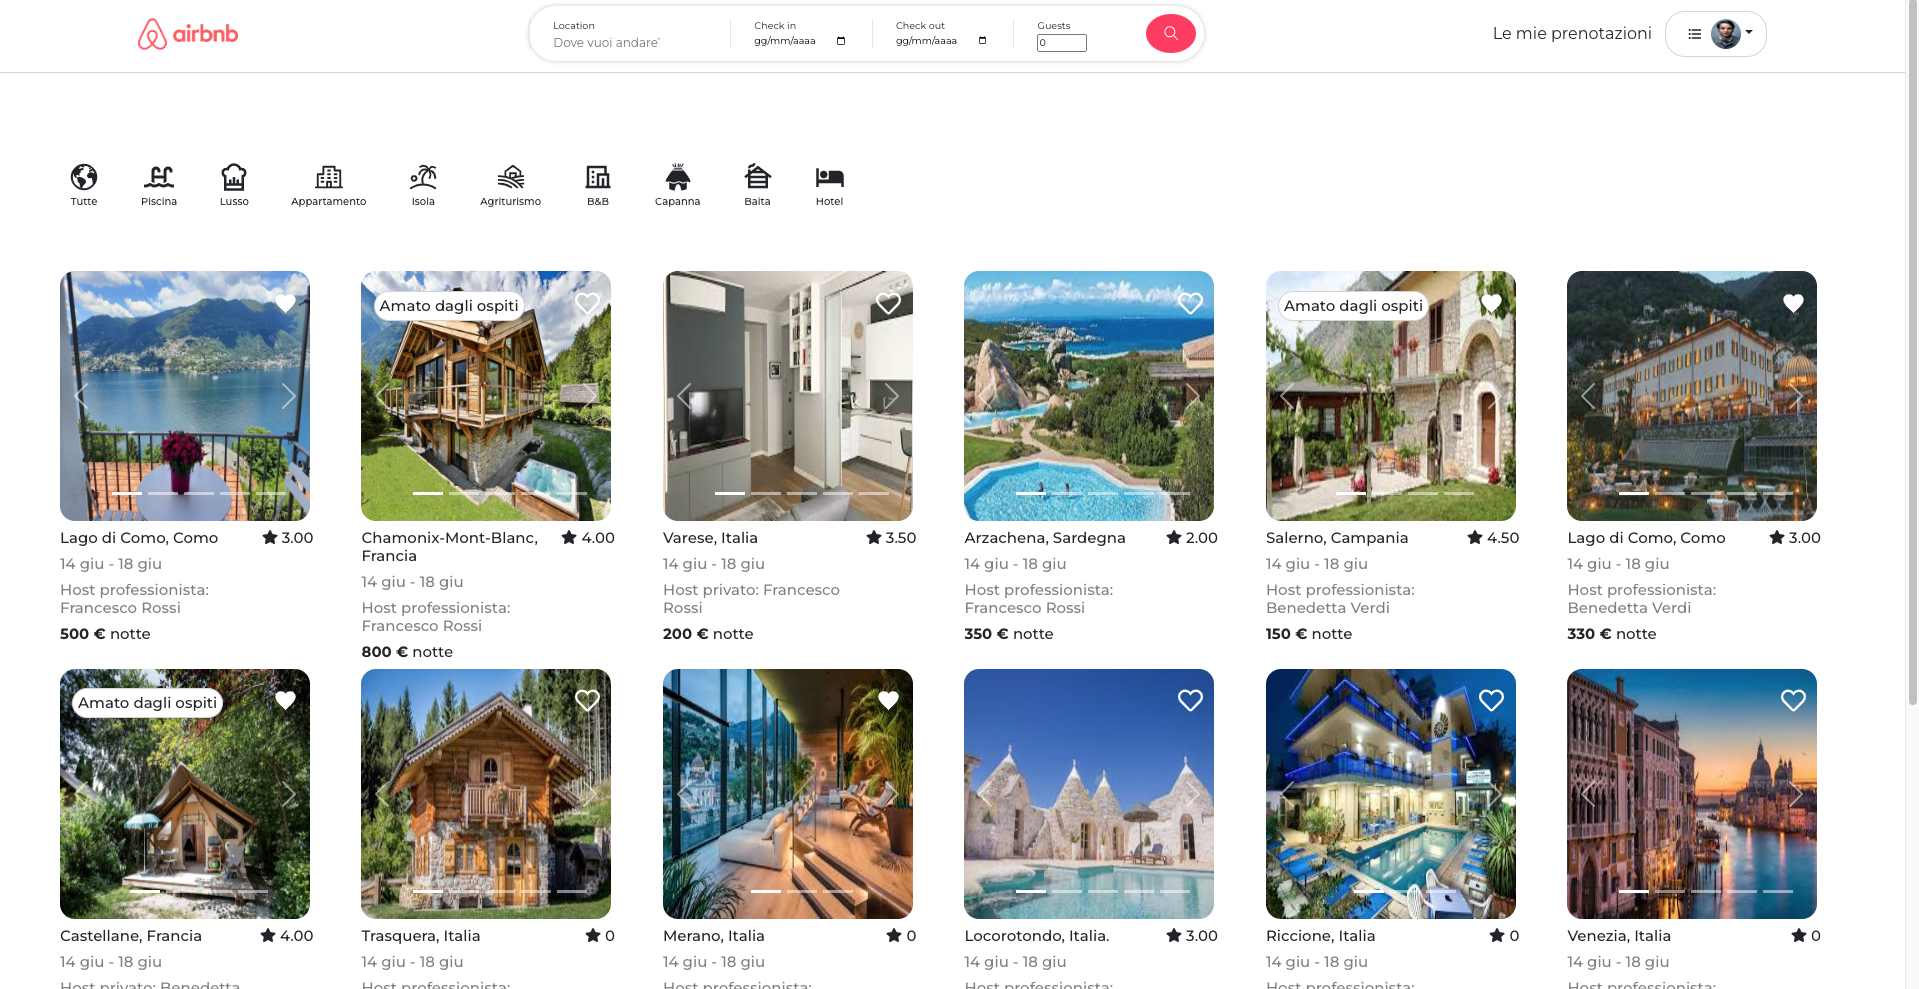 airbnb
Location
Dove vuoi andare
Check in
gg/mm/aaaa
Check out
gg/mm/aaaa
Guests
0
Le mie prenotazioni
Tutte
Piscina
Lusso
Appartamento
Isola
Agriturismo
B&B
Capanna
Baita
Hotel
Lago di Como, Como
3.00
14 giu - 18 giu
Host professionista:
Francesco Rossi
500 € notte
Amato dagli ospiti
Chamonix-Mont-Blanc,
Francia
4.00
14 giu - 18 giu
Host professionista:
Francesco Rossi
800 € notte
Varese, Italia
3.50
14 giu - 18 giu
Host privato: Francesco
Rossi
200 € notte
Arzachena, Sardegna
2.00
14 giu - 18 giu
Host professionista:
Francesco Rossi
350 € notte
Amato dagli ospiti
Salerno, Campania
4.50
14 giu - 18 giu
Host professionista:
Benedetta Verdi
150 € notte
Lago di Como, Como
3.00
14 giu - 18 giu
Host professionista:
Benedetta Verdi
330 € notte
Amato dagli ospiti
Castellane, Francia
4.00
14 giu - 18 giu
Host privato: Benedetta
Trasquera, Italia
0
14 giu - 18 giu
Host professionista:
Merano, Italia
0
14 giu - 18 giu
Host professionista:
Locorotondo, Italia.
3.00
14 giu - 18 giu
Host professionista:
Riccione, Italia
0
14 giu - 18 giu
Host professionista:
Venezia, Italia
0
14 giu - 18 giu
Host professionista: